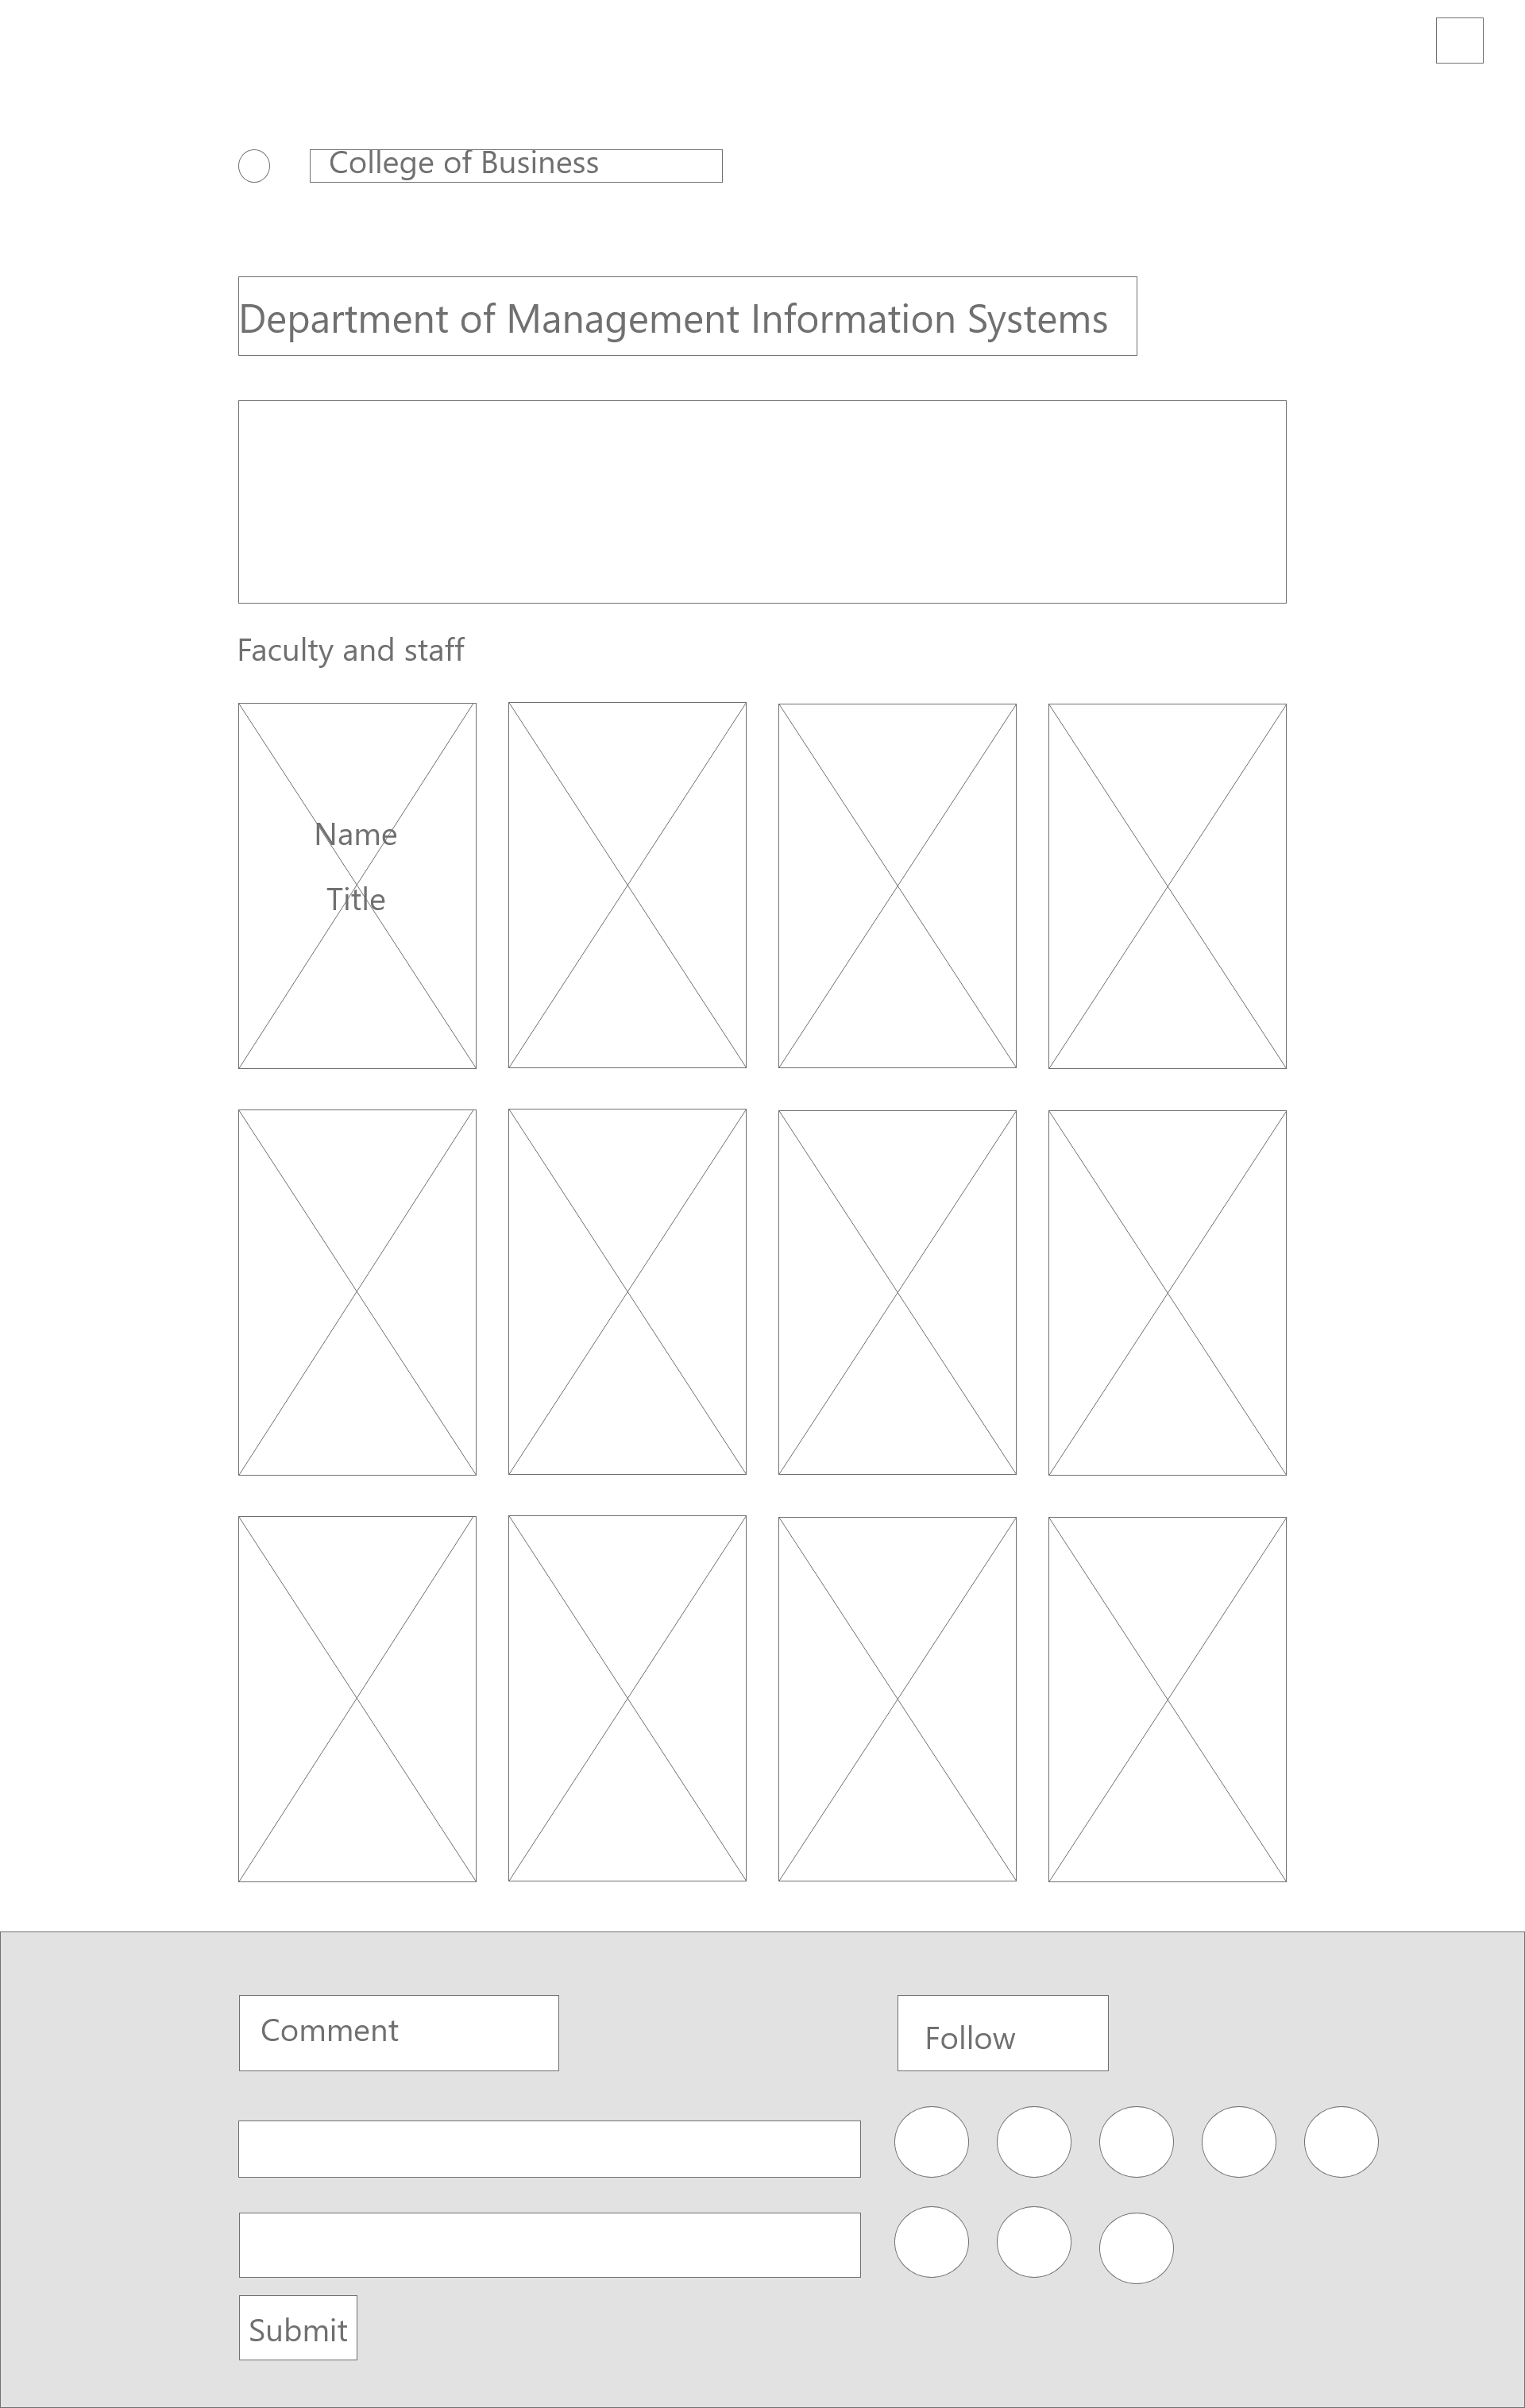 College of Business
Department of Management Information Systems
Faculty and staff
Name
Title
Comment
Follow
Submit